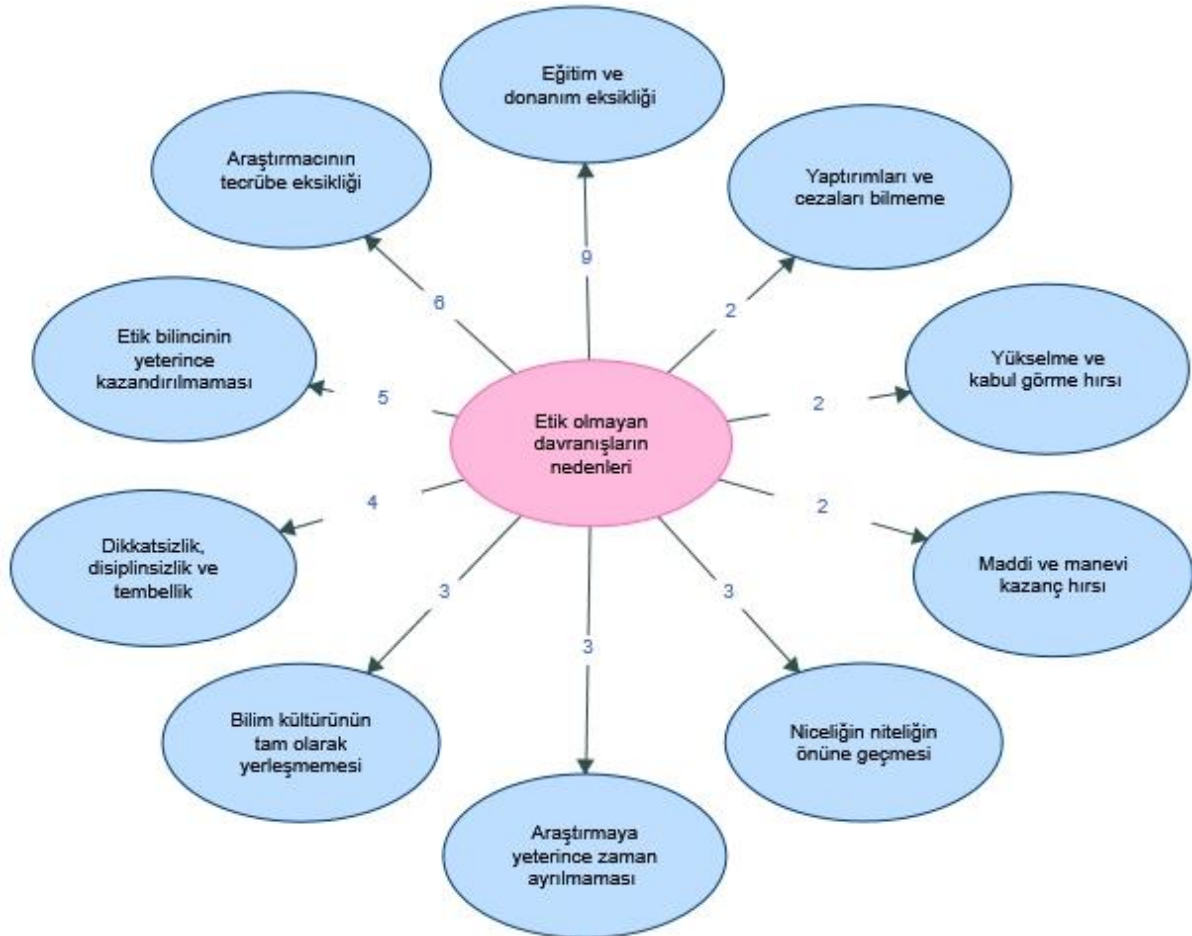 Eğitim ve
donanım eksikliği
Araştırmacının
tecrübe eksikliği
Yaptırımları ve
cezaları bilmeme
9
6
2
Etik bilincinin
yeterince
kazandırılmaması
Yükselme ve
kabul görme hırsı
5
2
Etik olmayan
davranışların
nedenleri
4
2
Dikkatsizlik,
disiplinsizlik ve
tembellik
Maddi ve manevi
kazanç hırsı
3
3
3
Bilim kültürünün
tam olarak
yerleşmemesi
Niceliğin niteliğin
önüne geçmesi
Araştırmaya
yeterince zaman
ayrılmaması